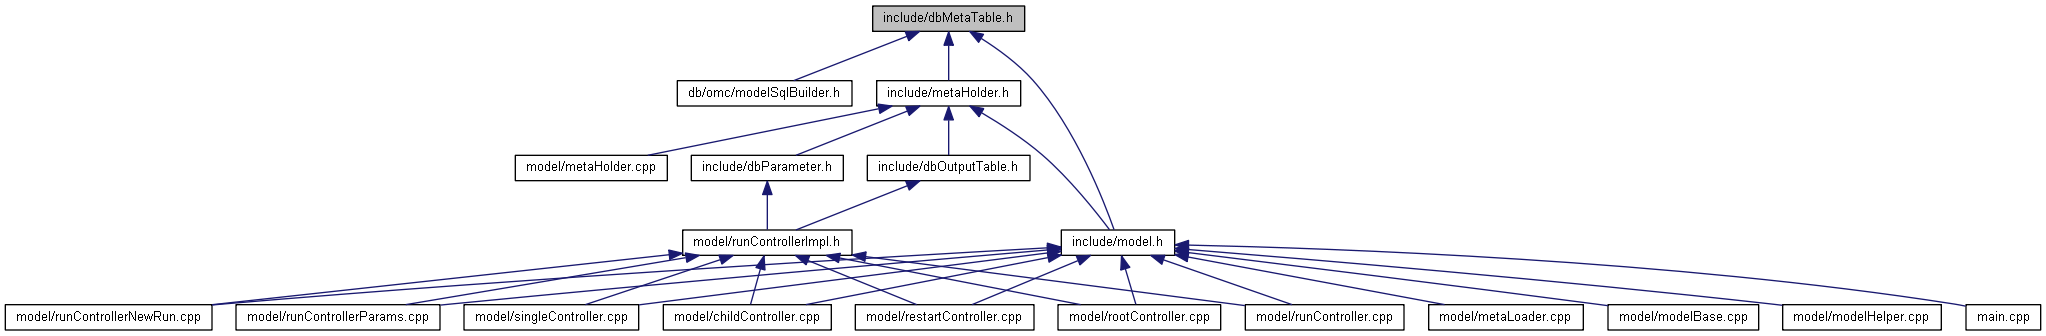 include/dbMetaTable.h
db/omc/modelSqlBuilder.h
include/metaHolder.h
model/metaHolder.cpp
include/dbParameter.h
include/dbOutputTable.h
model/runControllerImpl.h
include/model.h
model/runControllerNewRun.cpp
model/runControllerParams.cpp
model/singleController.cpp
model/childController.cpp
model/restartController.cpp
model/rootController.cpp
model/runController.cpp
model/metaLoader.cpp
model/modelBase.cpp
model/modelHelper.cpp
main.cpp